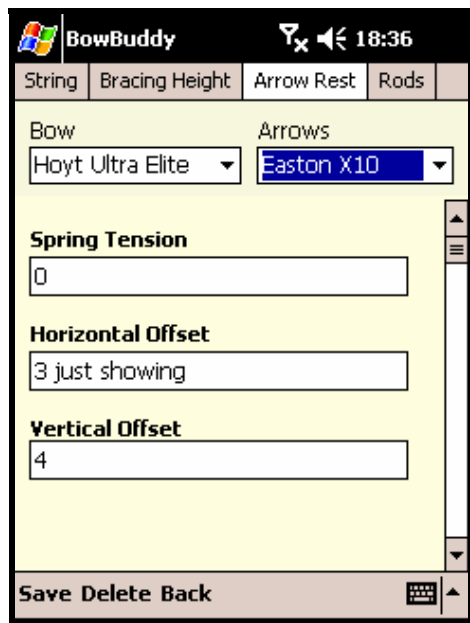 BowBuddy 18:36
String Bracing Height Arrow Rest Rods
Bow Arrows
Hoyt Ultra Elite Easton X10
Spring Tension
0
Horizontal Offset
3 just showing
Vertical Offset
4
Save Delete Back